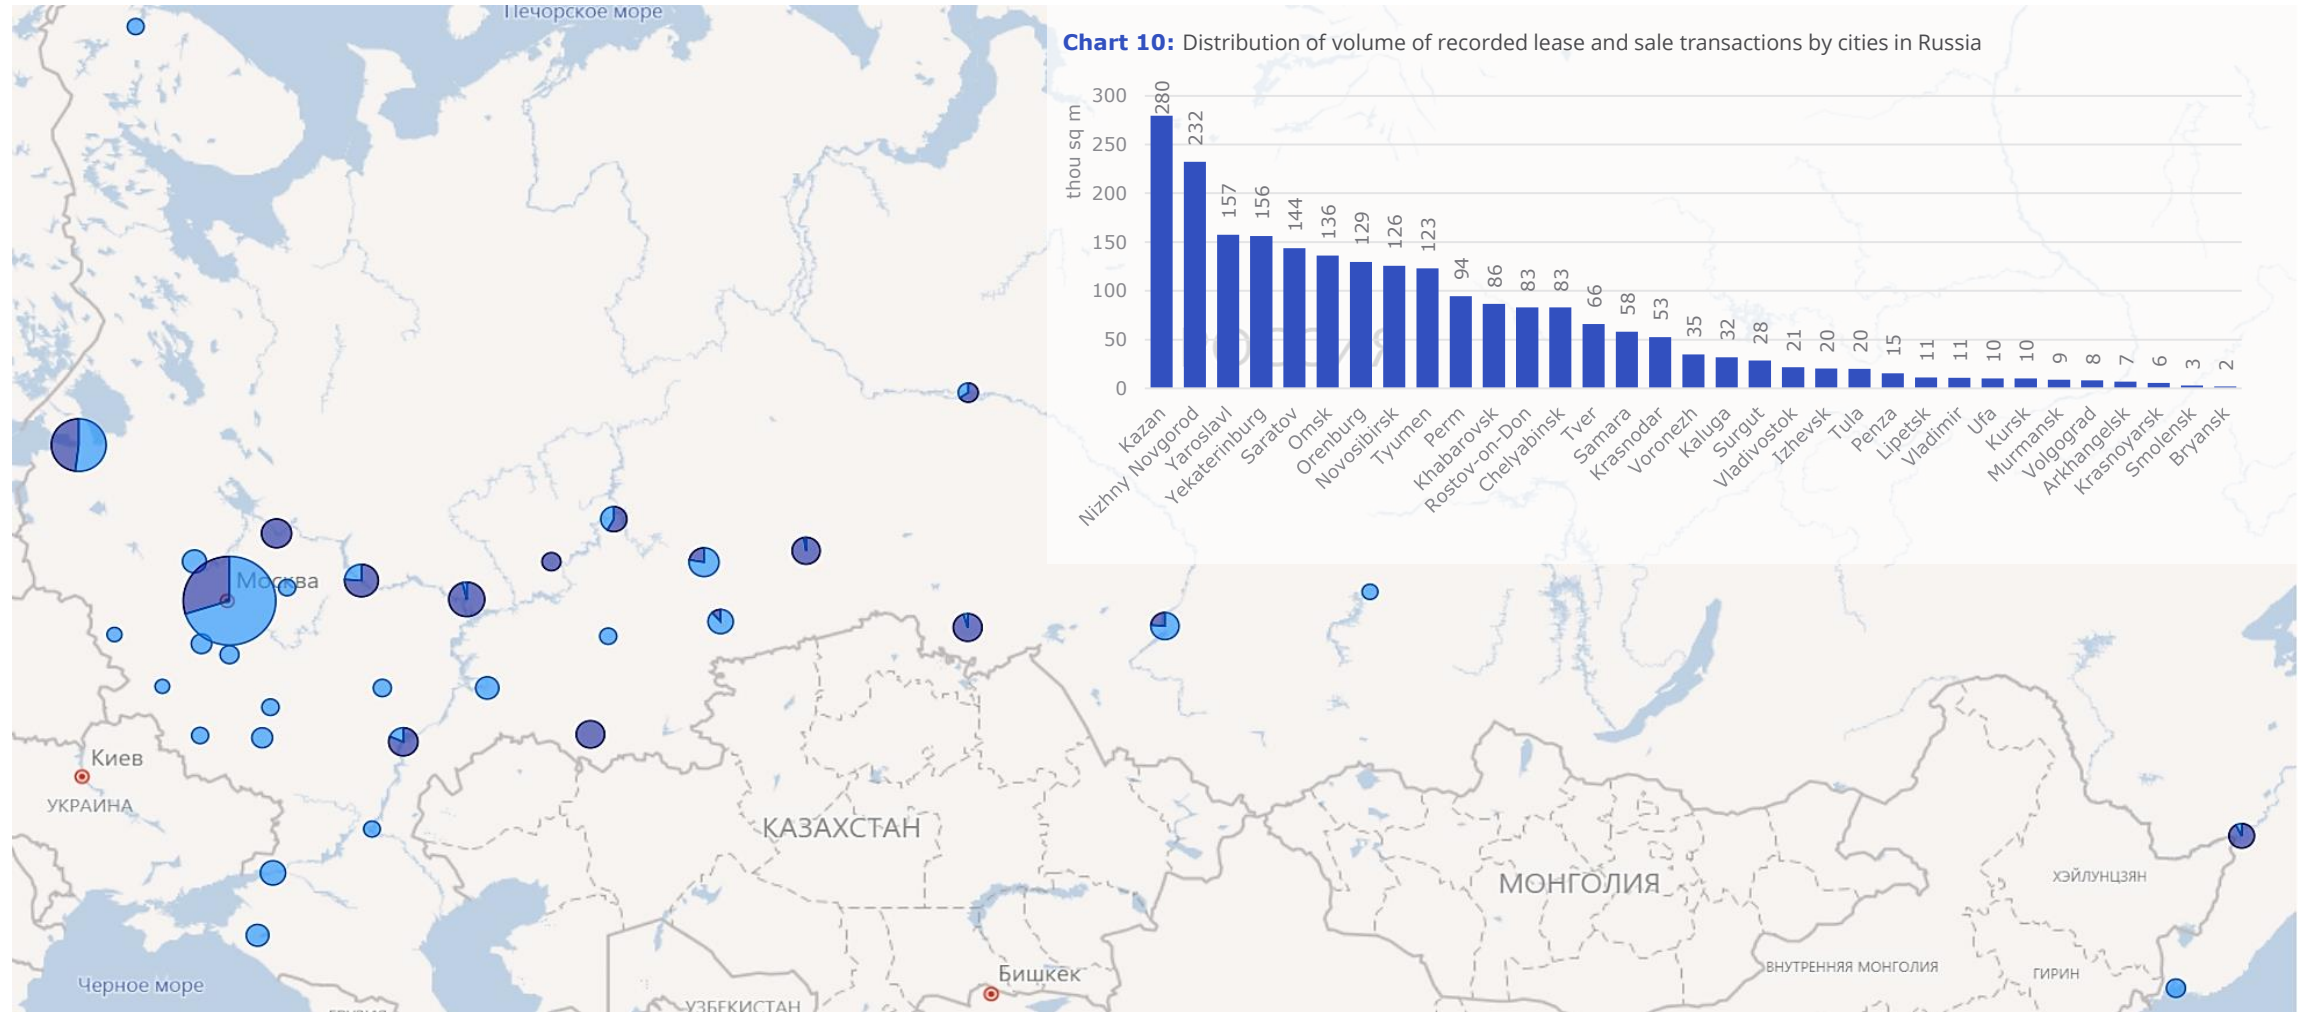 Печорское море
Chart 10: Distribution of volume of recorded lease and sale transactions by cities in Russia
thou sq m
300
250
200
150
100
50
0
280
232
157
156
144
136
129
126
123
94
86
83
83
66
58
53
35
32
28
21
20
20
15
11
11
10
10
9
8
7
6
3
2
Kazan
Nizhny Novgorod
Yaroslavl
Yekaterinburg
Saratov
Omsk
Orenburg
Novosibirsk
Tyumen
Perm
Khabarovsk
Rostov-on-Don
Chelyabinsk
Tver
Samara
Krasnodar
Voronezh
Kaluga
Surgut
Vladivostok
Izhevsk
Tula
Penza
Lipetsk
Vladimir
Ufa
Kursk
Murmansk
Volgograd
Arkhangelsk
Krasnoyarsk
Smolensk
Bryansk
Москва
Киев
УКРАИНА
КАЗАХСТАН
МОНГОЛИЯ
ХЭЙЛУНЦЗЯН
ВНУТРЕННЯЯ МОНГОЛИЯ
ГИРИН
Бишкек
Черное море
УЗБЕКИСТАН